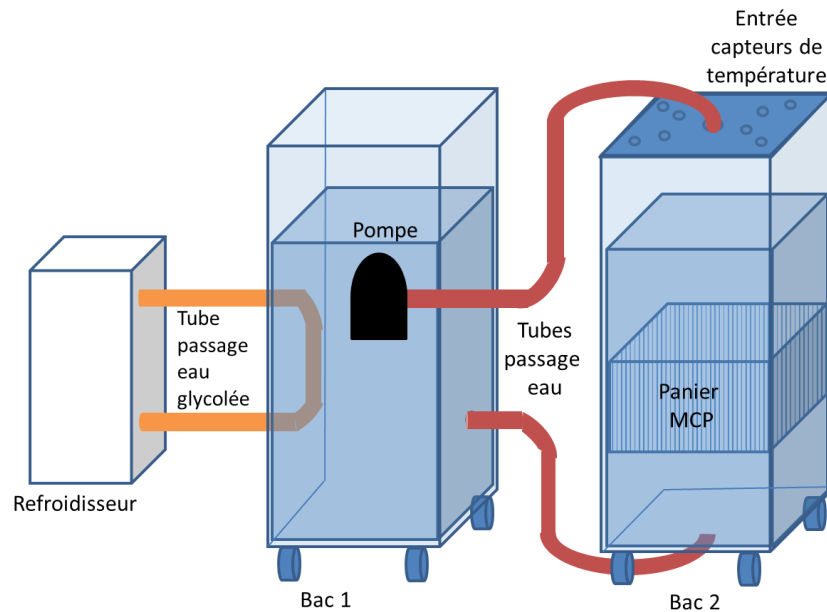 Entrée
capteurs de
température
Pompe
Tube
passage
eau
glycolée
Tubes
passage
eau
Panier
MCP
Refroidisseur
Bac 1
Bac 2